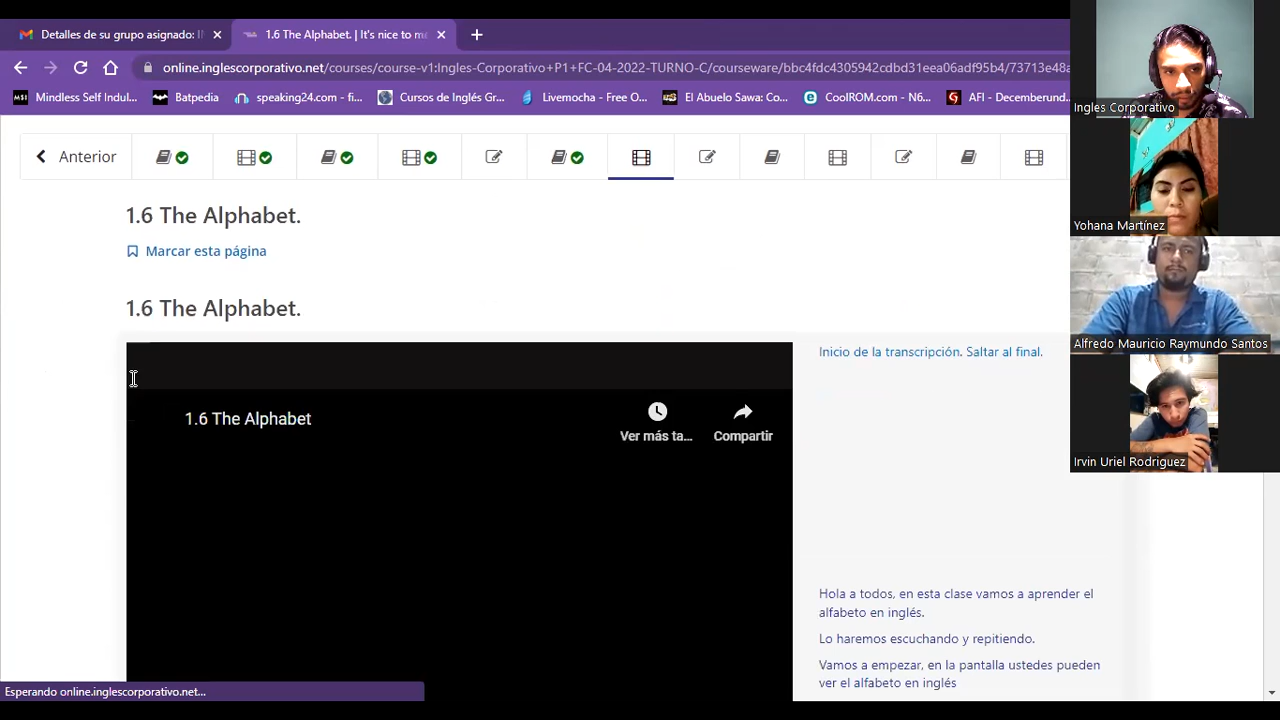 Detalles de su grupo asignado: I
1.6 The Alphabet. | It's nice to me
online.inglescorporativo.net/courses/course-v1:Ingles-Corporativo+P1+FC-04-2022-TURNO-C/courseware/bbc4fdc4305942cdbd31eea06adf95b4/73713e48a
Mindless Self Indul...
Batpedia
speaking24.com - fi...
Cursos de Inglés Gr...
Livemocha - Free O...
El Abuelo Sawa: Co...
CoolROM.com - N6...
AFI - Decemberund...
Anterior
1.6 The Alphabet.
Marcar esta página
1.6 The Alphabet.
1.6 The Alphabet
Ver más ta...
Compartir
Inicio de la transcripción. Saltar al final.
Hola a todos, en esta clase vamos a aprender el
alfabeto en inglés.
Lo haremos escuchando y repitiendo.
Vamos a empezar, en la pantalla ustedes pueden
ver el alfabeto en inglés
Esperando online.inglescorporativo.net...
Ingles Corporativo
Yohana Martínez
Alfredo Mauricio Raymundo Santos
Irvin Uriel Rodriguez